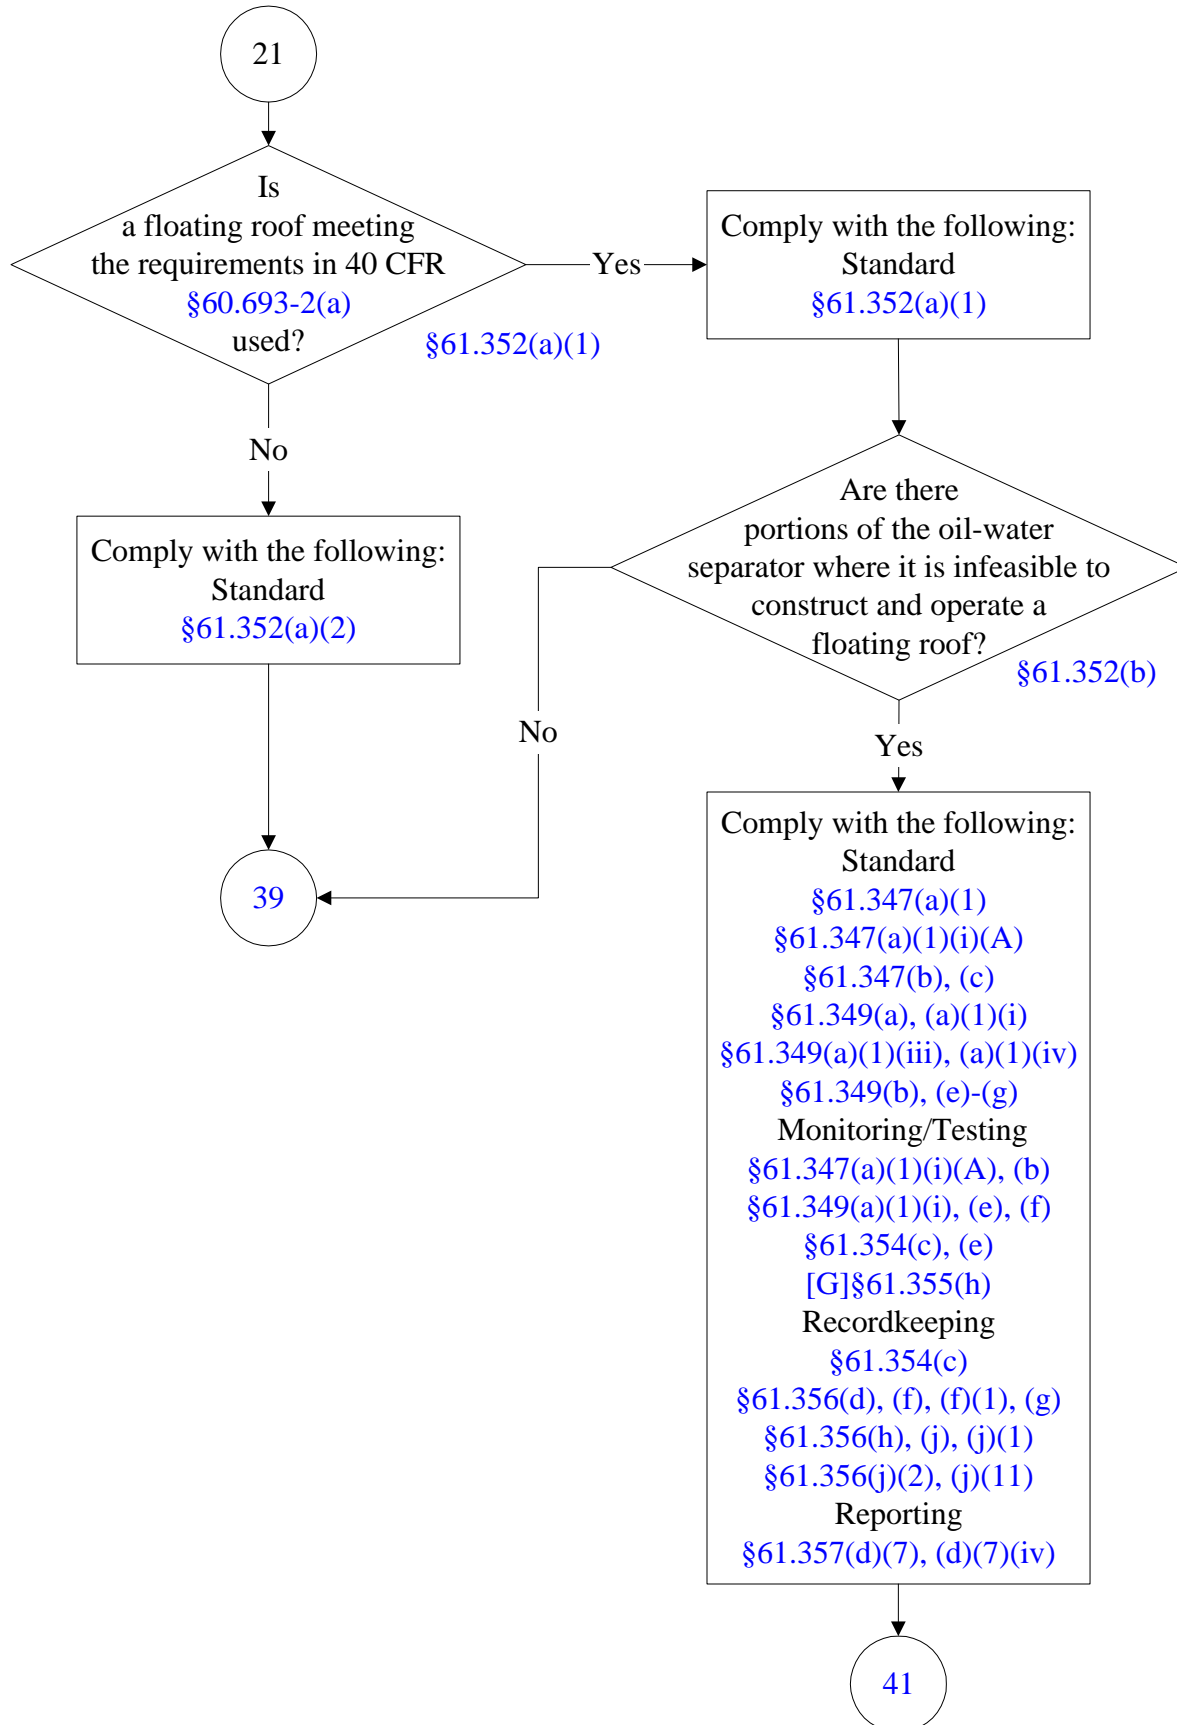 21
Is
a floating roof meeting
the requirements in 40 CFR
§60.693-2(a)
used?
§61.352(a)(1)
Yes
Comply with the following:
Standard
§61.352(a)(1)
No
Comply with the following:
Standard
§61.352(a)(2)
Are there
portions of the oil-water
separator where it is infeasible to
construct and operate a
floating roof?
§61.352(b)
No
Yes
39
Comply with the following:
Standard
§61.347(a)(1)
§61.347(a)(1)(i)(A)
§61.347(b), (c)
§61.349(a), (a)(1)(i)
§61.349(a)(1)(iii), (a)(1)(iv)
§61.349(b), (e)-(g)
Monitoring/Testing
§61.347(a)(1)(i)(A), (b)
§61.349(a)(1)(i), (e), (f)
§61.354(c), (e)
[G]§61.355(h)
Recordkeeping
§61.354(c)
§61.356(d), (f), (f)(1), (g)
§61.356(h), (j), (j)(1)
§61.356(j)(2), (j)(11)
Reporting
§61.357(d)(7), (d)(7)(iv)
41